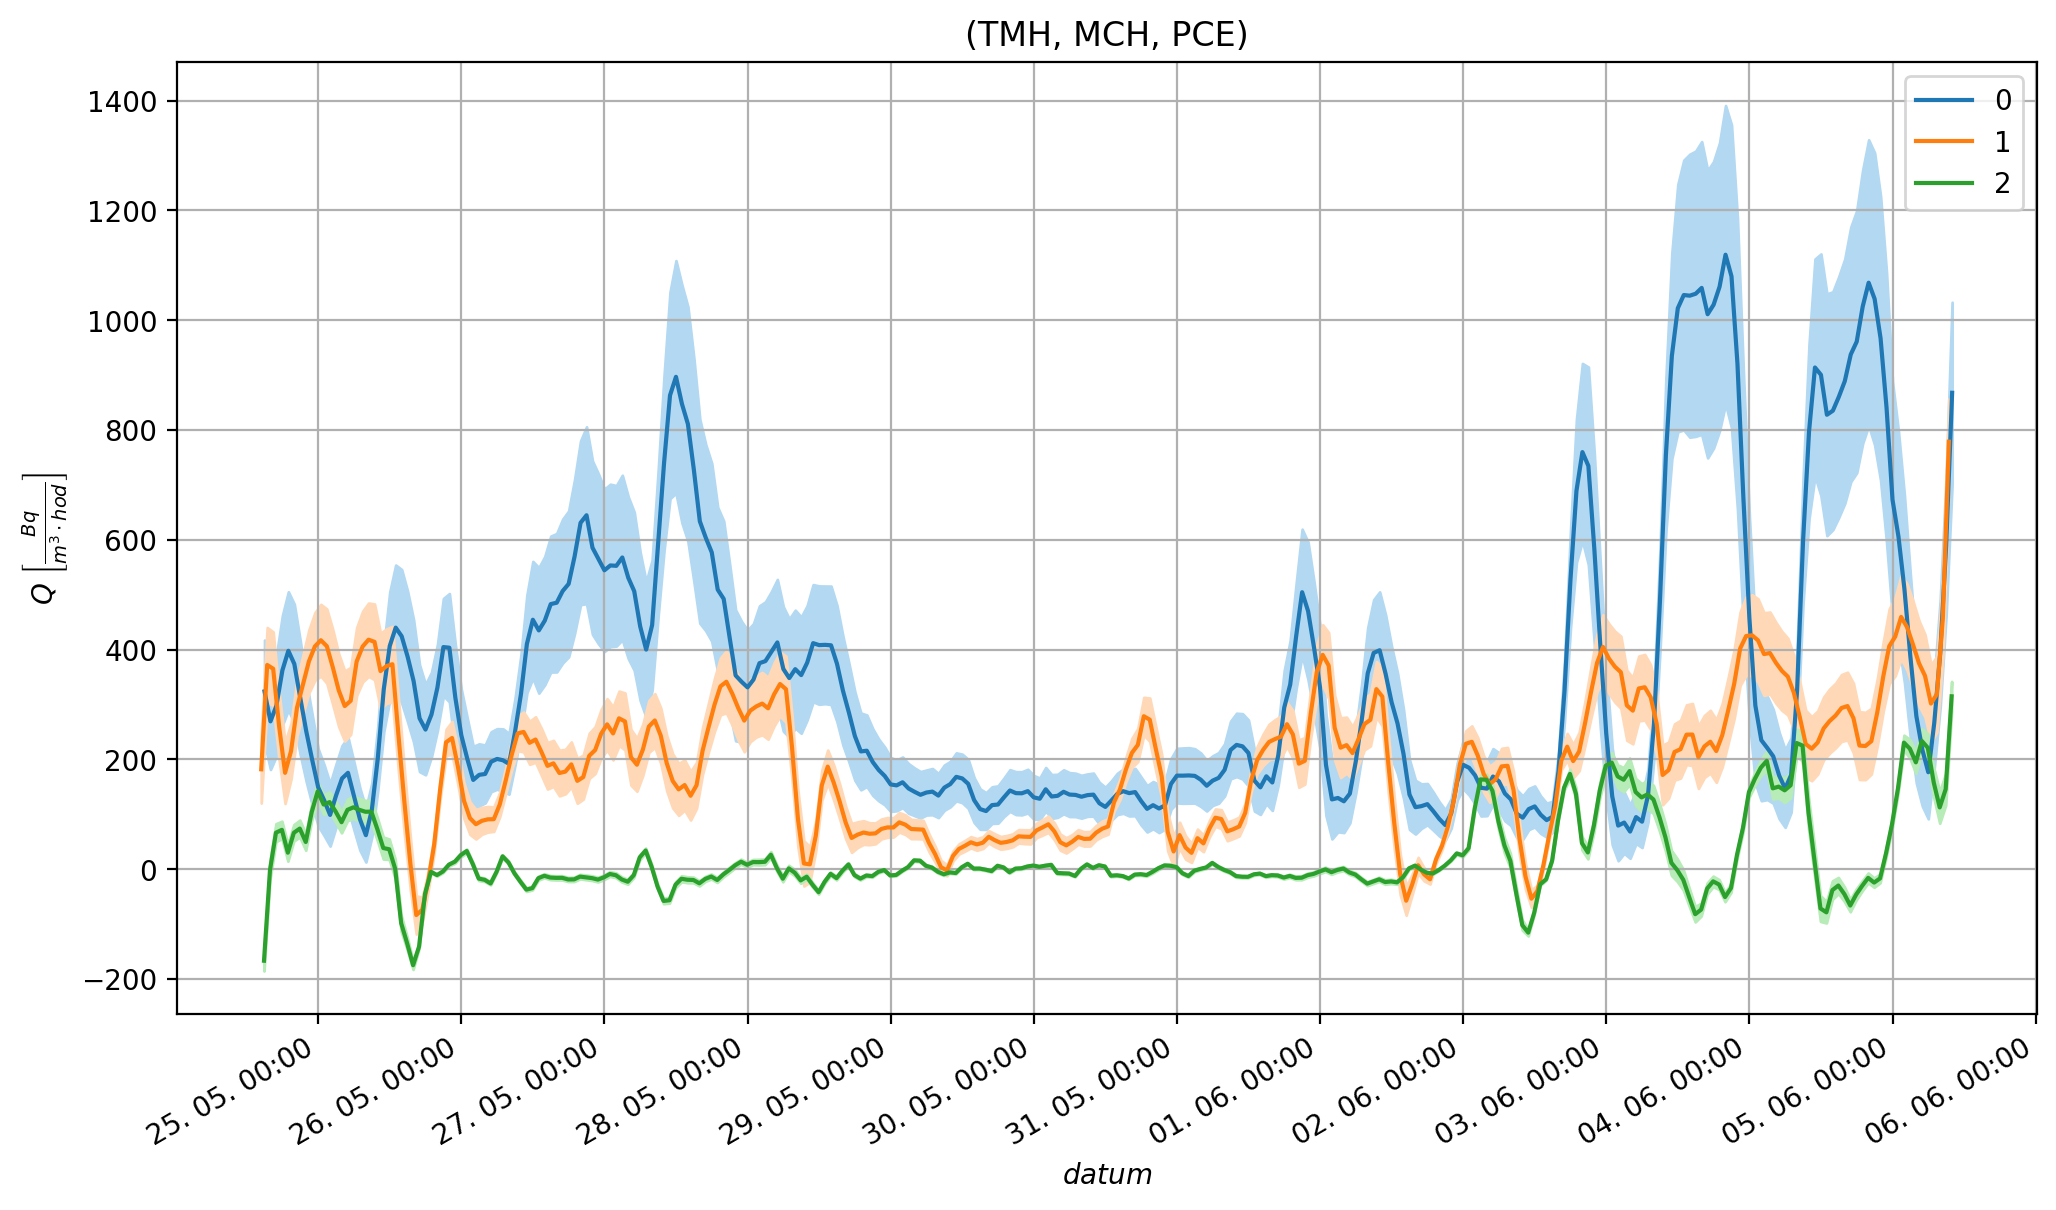 (TMH, MCH, PCE)
1400
1200
1000
800
600
400
200
0
−200
Q [Bq / m³ · hod]
0
1
2
25. 05. 00:00
26. 05. 00:00
27. 05. 00:00
28. 05. 00:00
29. 05. 00:00
30. 05. 00:00
31. 05. 00:00
01. 06. 00:00
02. 06. 00:00
03. 06. 00:00
04. 06. 00:00
05. 06. 00:00
06. 06. 00:00
datum